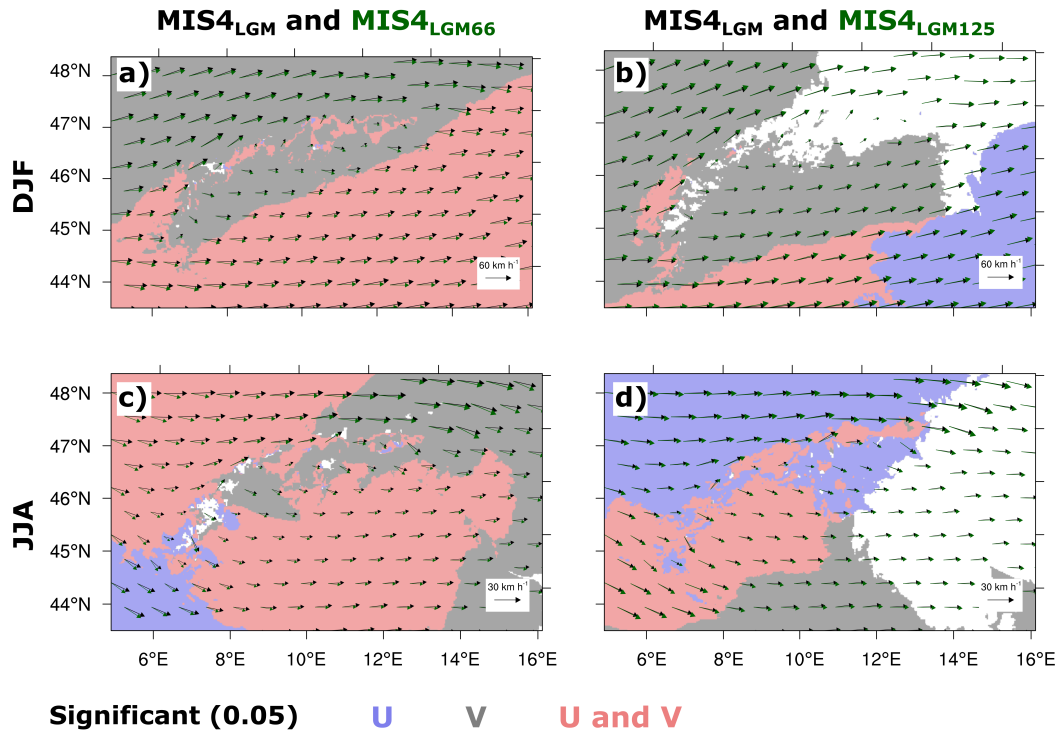 MIS4LGM and MIS4LGM66
MIS4LGM and MIS4LGM125
DJF
a)
48°N
47°N
46°N
45°N
44°N
60 km h-1
b)
60 km h-1
JJA
c)
48°N
47°N
46°N
45°N
44°N
30 km h-1
d)
30 km h-1
6°E 8°E 10°E 12°E 14°E 16°E
6°E 8°E 10°E 12°E 14°E 16°E
Significant (0.05) U V U and V